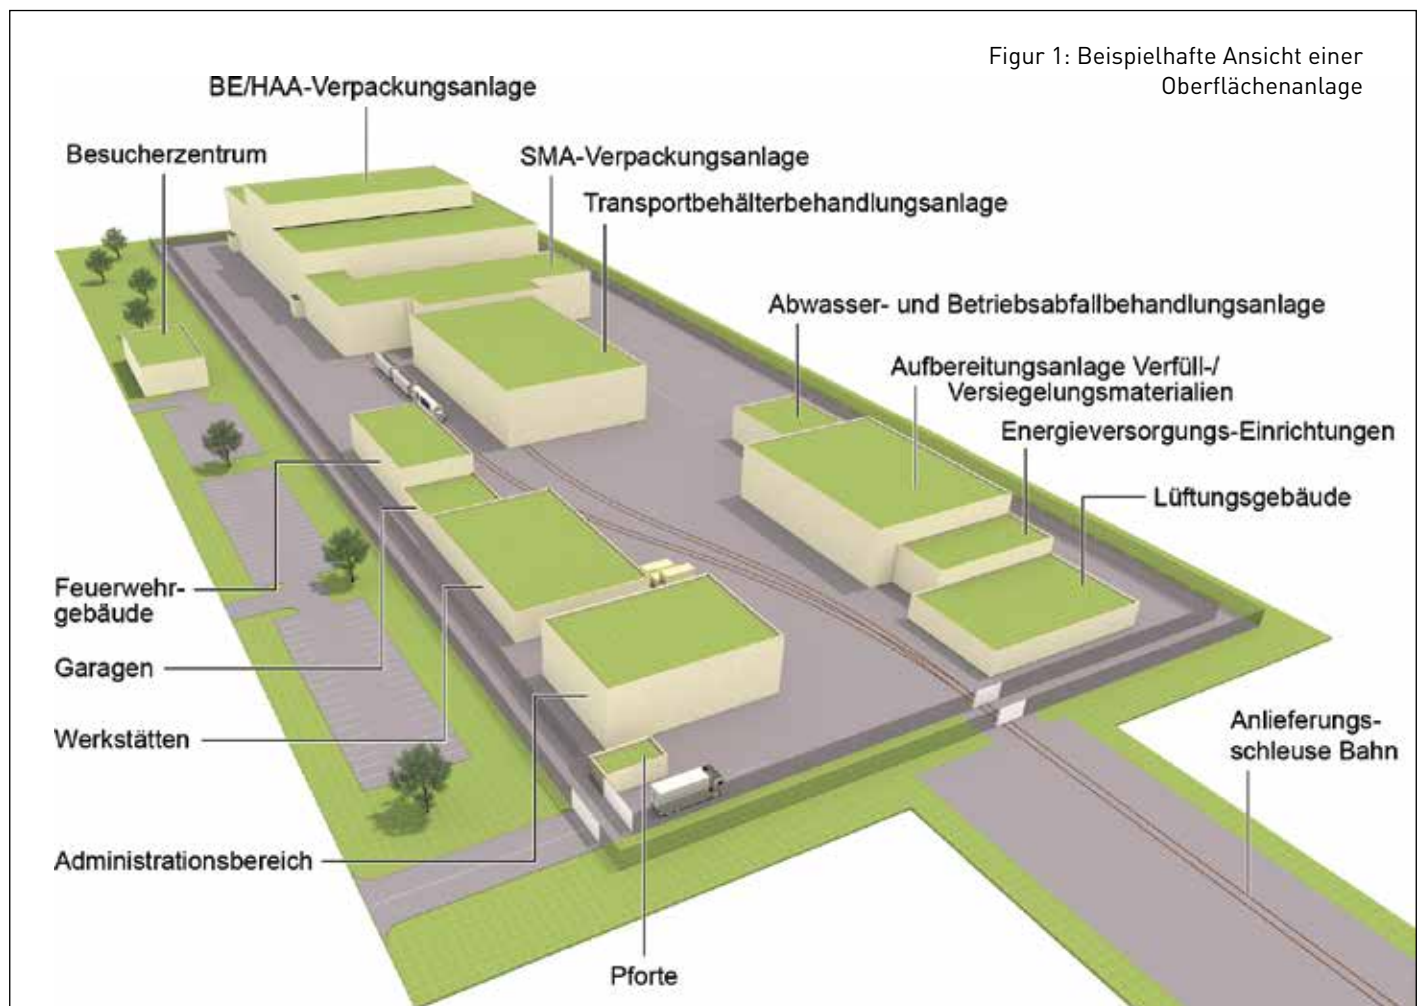 Figur 1: Beispielhafte Ansicht einer
Oberflächenanlage
BE/HAA-Verpackungsanlage
Besucherzentrum
SMA-Verpackungsanlage
Transportbehälterbehandlungsanlage
Abwasser- und Betriebsabfallbehandlungsanlage
Aufbereitungsanlage Verfüll-/
Versiegelungsmaterialien
Energieversorgungs-Einrichtungen
Lüftungsgebäude
Feuerwehr-
gebäude
Garagen
Werkstätten
Administrationsbereich
Pforte
Anlieferungs-
schleuse Bahn